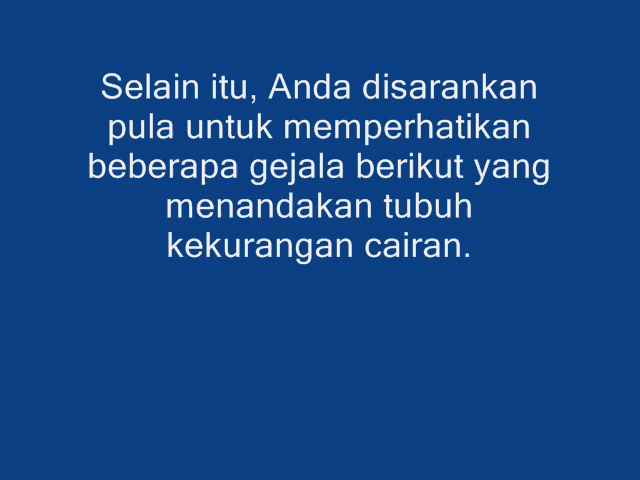 Selain itu, Anda disarankan
pula untuk memperhatikan
beberapa gejala berikut yang
menandakan tubuh
kekurangan cairan.